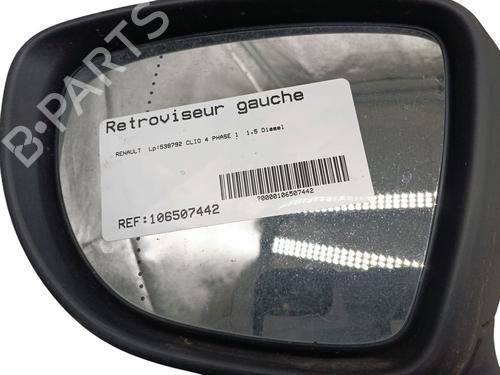 B-PARTS
Retroviseur gauche
RENAULT Lp:538792 CLIO 4 PHASE 1 1.5 Diesel
70000106507442
REF:106507442